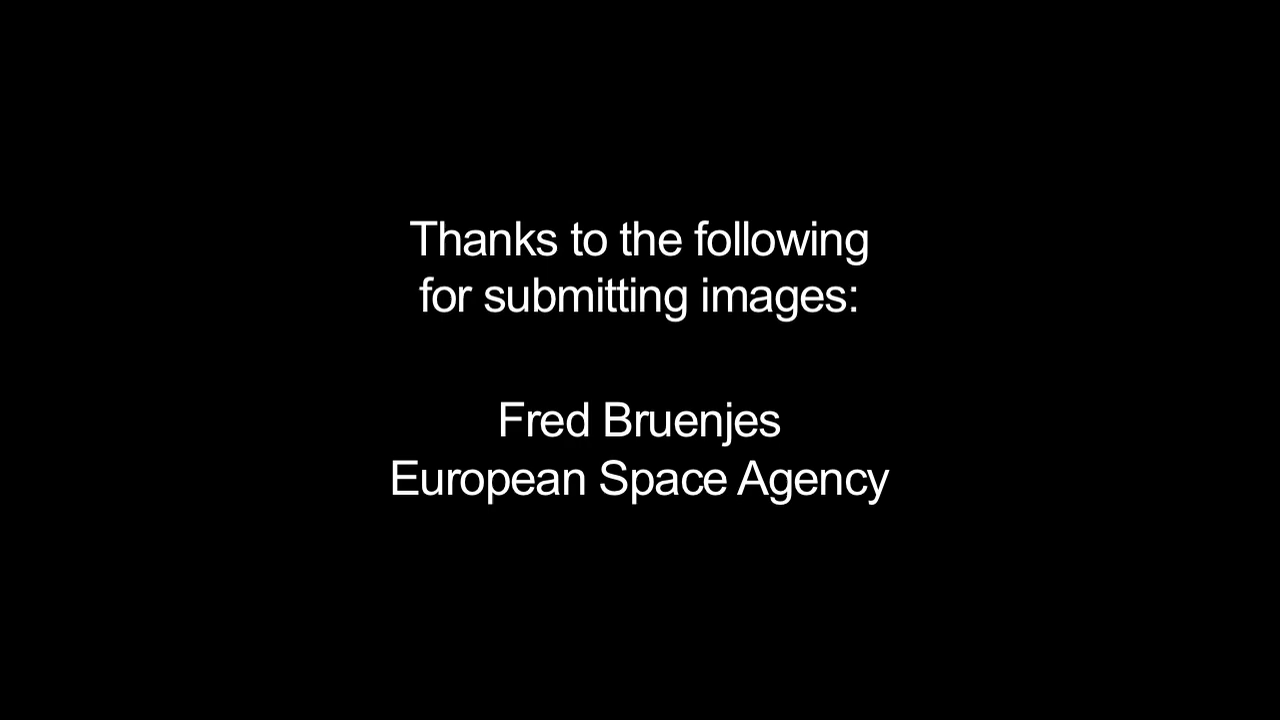 Thanks to the following
for submitting images:
Fred Bruenjes
European Space Agency